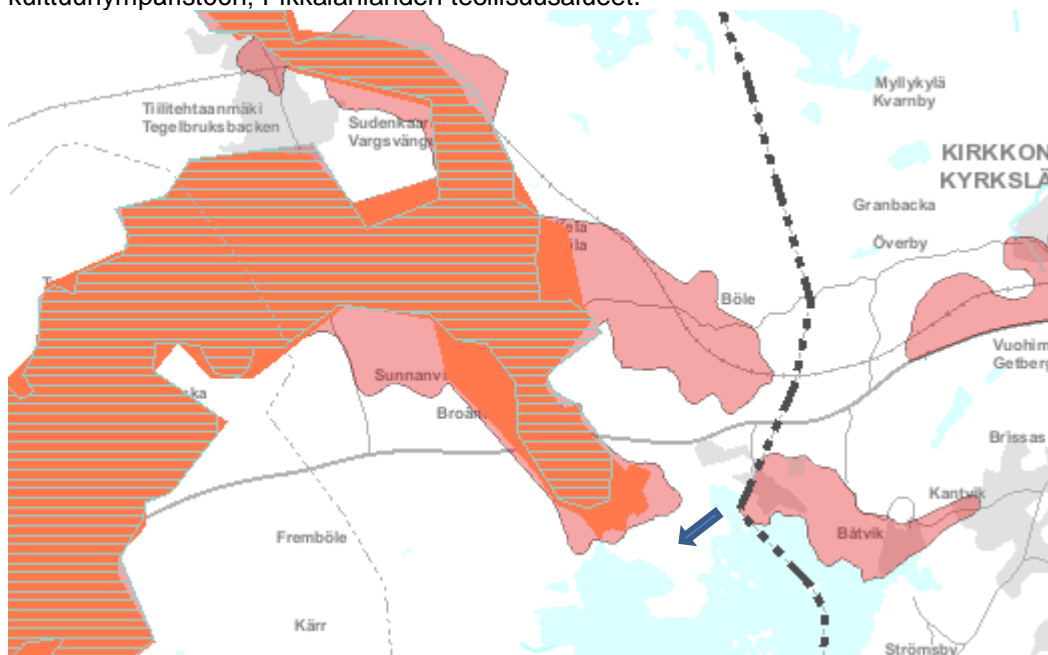 kulttuuriympäristöön, Pikkalanlahden teollisuusalueet.
Myllykylä
Kvarnby
Tiilitehtaanmäki
Tegelbruksbacken
Vargsväng
KIRKKON
KYRKSLÄ
Granbacka
Överby
Böle
Vuohim
Getberg
Sunnanvi
Broän
Brissas
Kantvik
Båtvik
Fremböle
Kärr
Strömsby